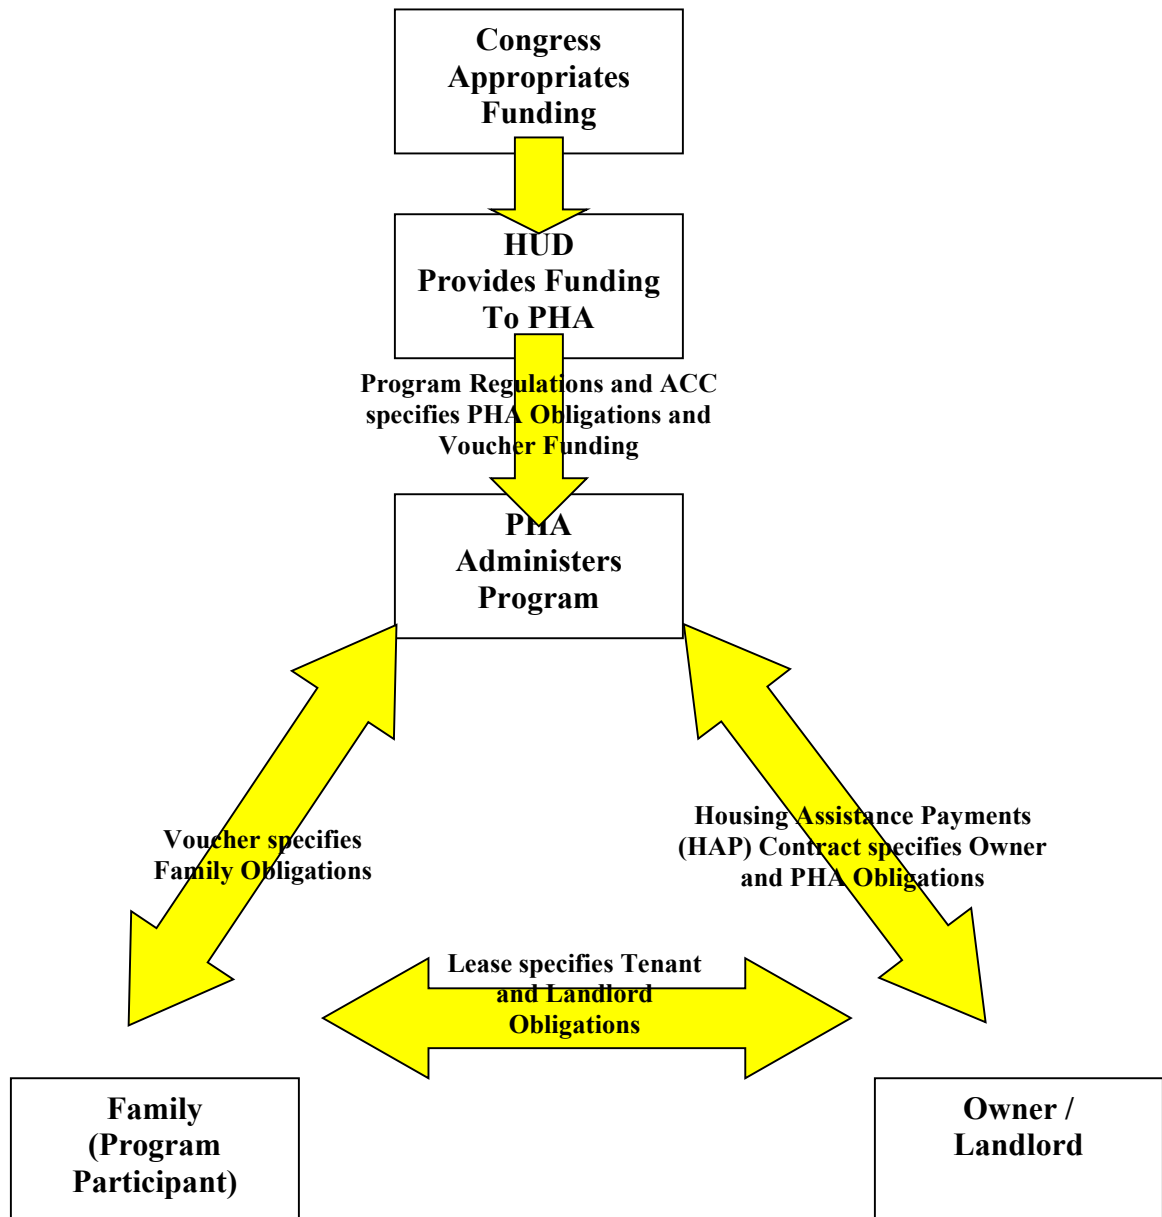 Congress
Appropriates
Funding
HUD
Provides Funding
To PHA
Program Regulations and ACC
specifies PHA Obligations and
Voucher Funding
PHA
Administers
Program
Voucher specifies
Family Obligations
Housing Assistance Payments
(HAP) Contract specifies Owner
and PHA Obligations
Lease specifies Tenant
and Landlord
Obligations
Family
(Program
Participant)
Owner /
Landlord